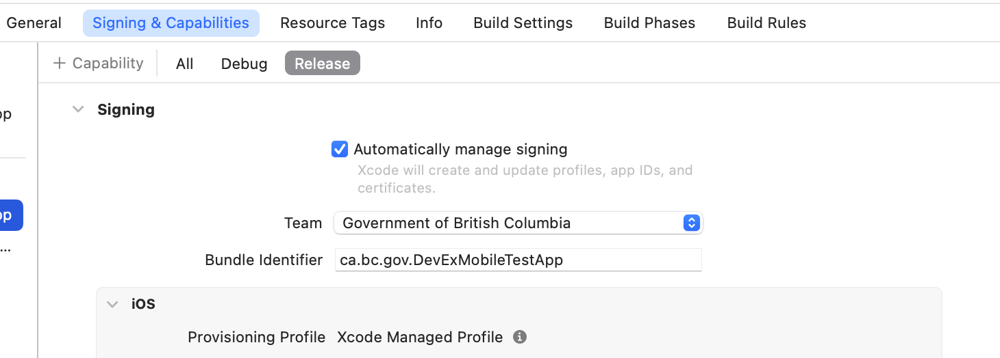 General Signing & Capabilities Resource Tags Info Build Settings Build Phases Build Rules
+ Capability All Debug Release
Signing
pp
Automatically manage signing
Xcode will create and update profiles, app IDs, and
certificates.
pp
Team Government of British Columbia
...
Bundle Identifier ca.bc.gov.DevExMobileTestApp
iOS
Provisioning Profile Xcode Managed Profile